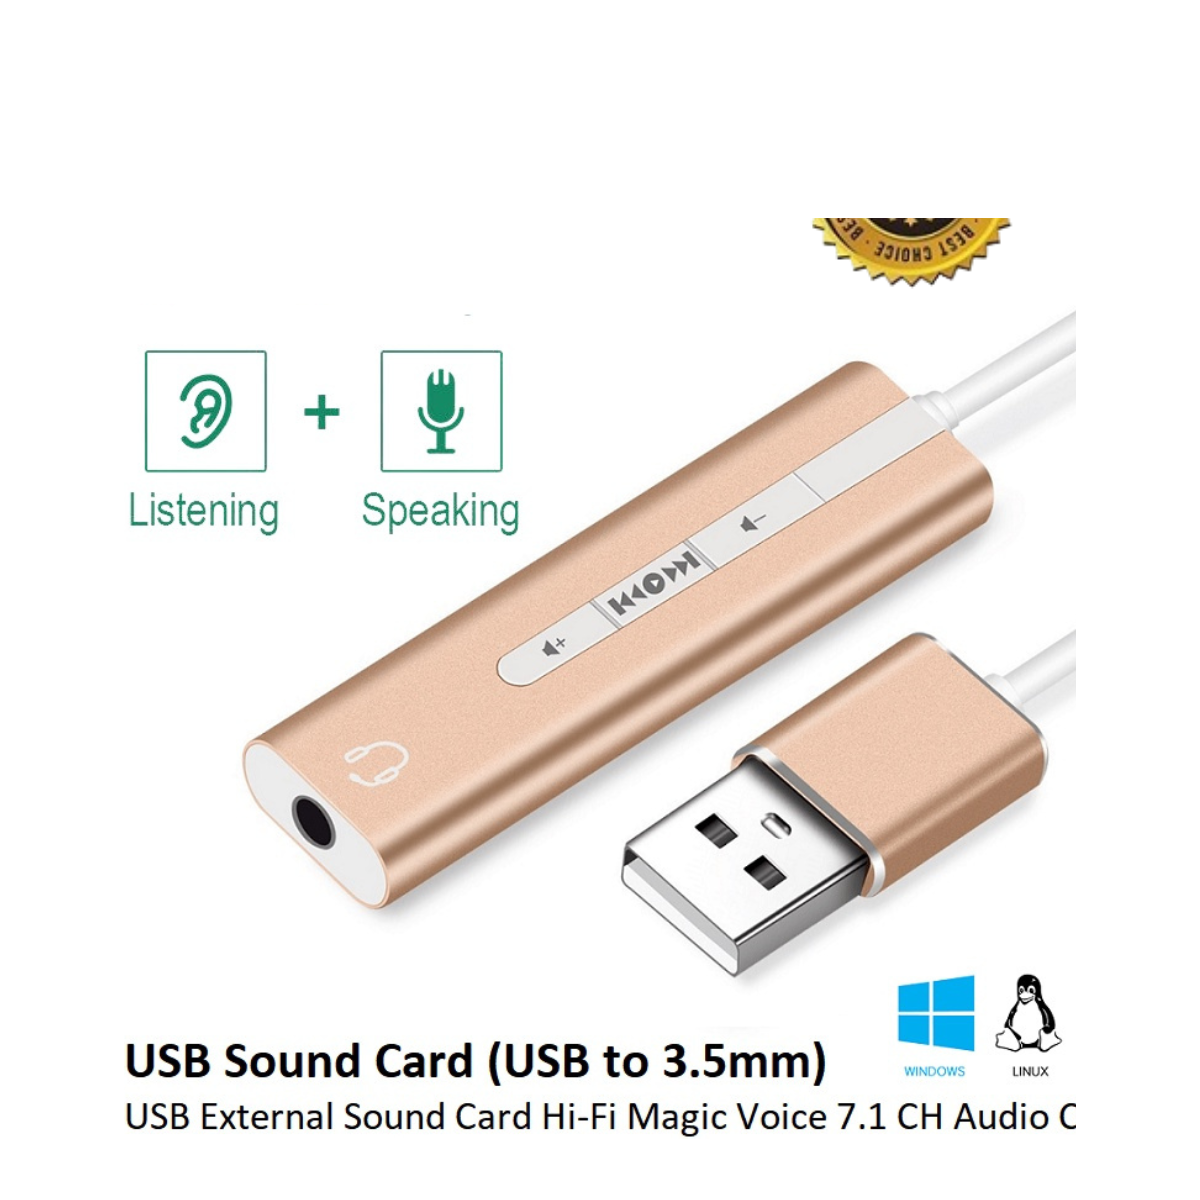 BEST CHOICE
Listening + Speaking
WINDOWS
LINUX
USB Sound Card (USB to 3.5mm)
USB External Sound Card Hi-Fi Magic Voice 7.1 CH Audio